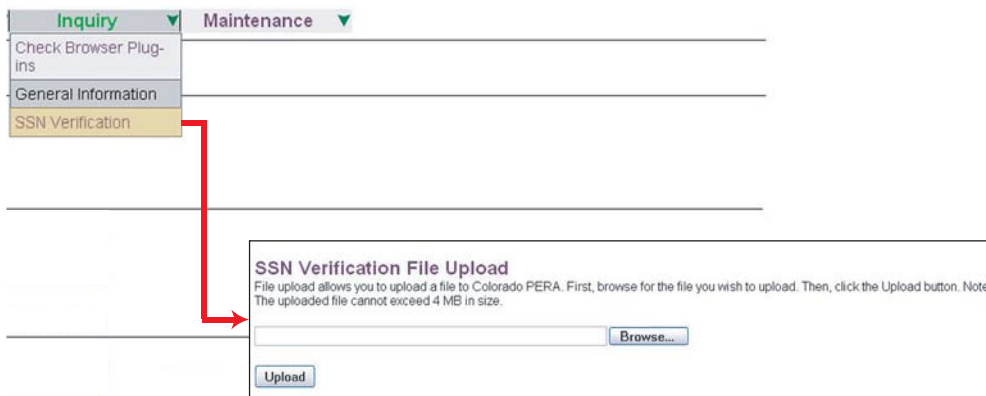 Inquiry Maintenance
Check Browser Plug-
ins
General Information
SSN Verification
SSN Verification File Upload
File upload allows you to upload a file to Colorado PERA. First, browse for the file you wish to upload. Then, click the Upload button. Note
The uploaded file cannot exceed 4 MB in size.
Browse...
Upload